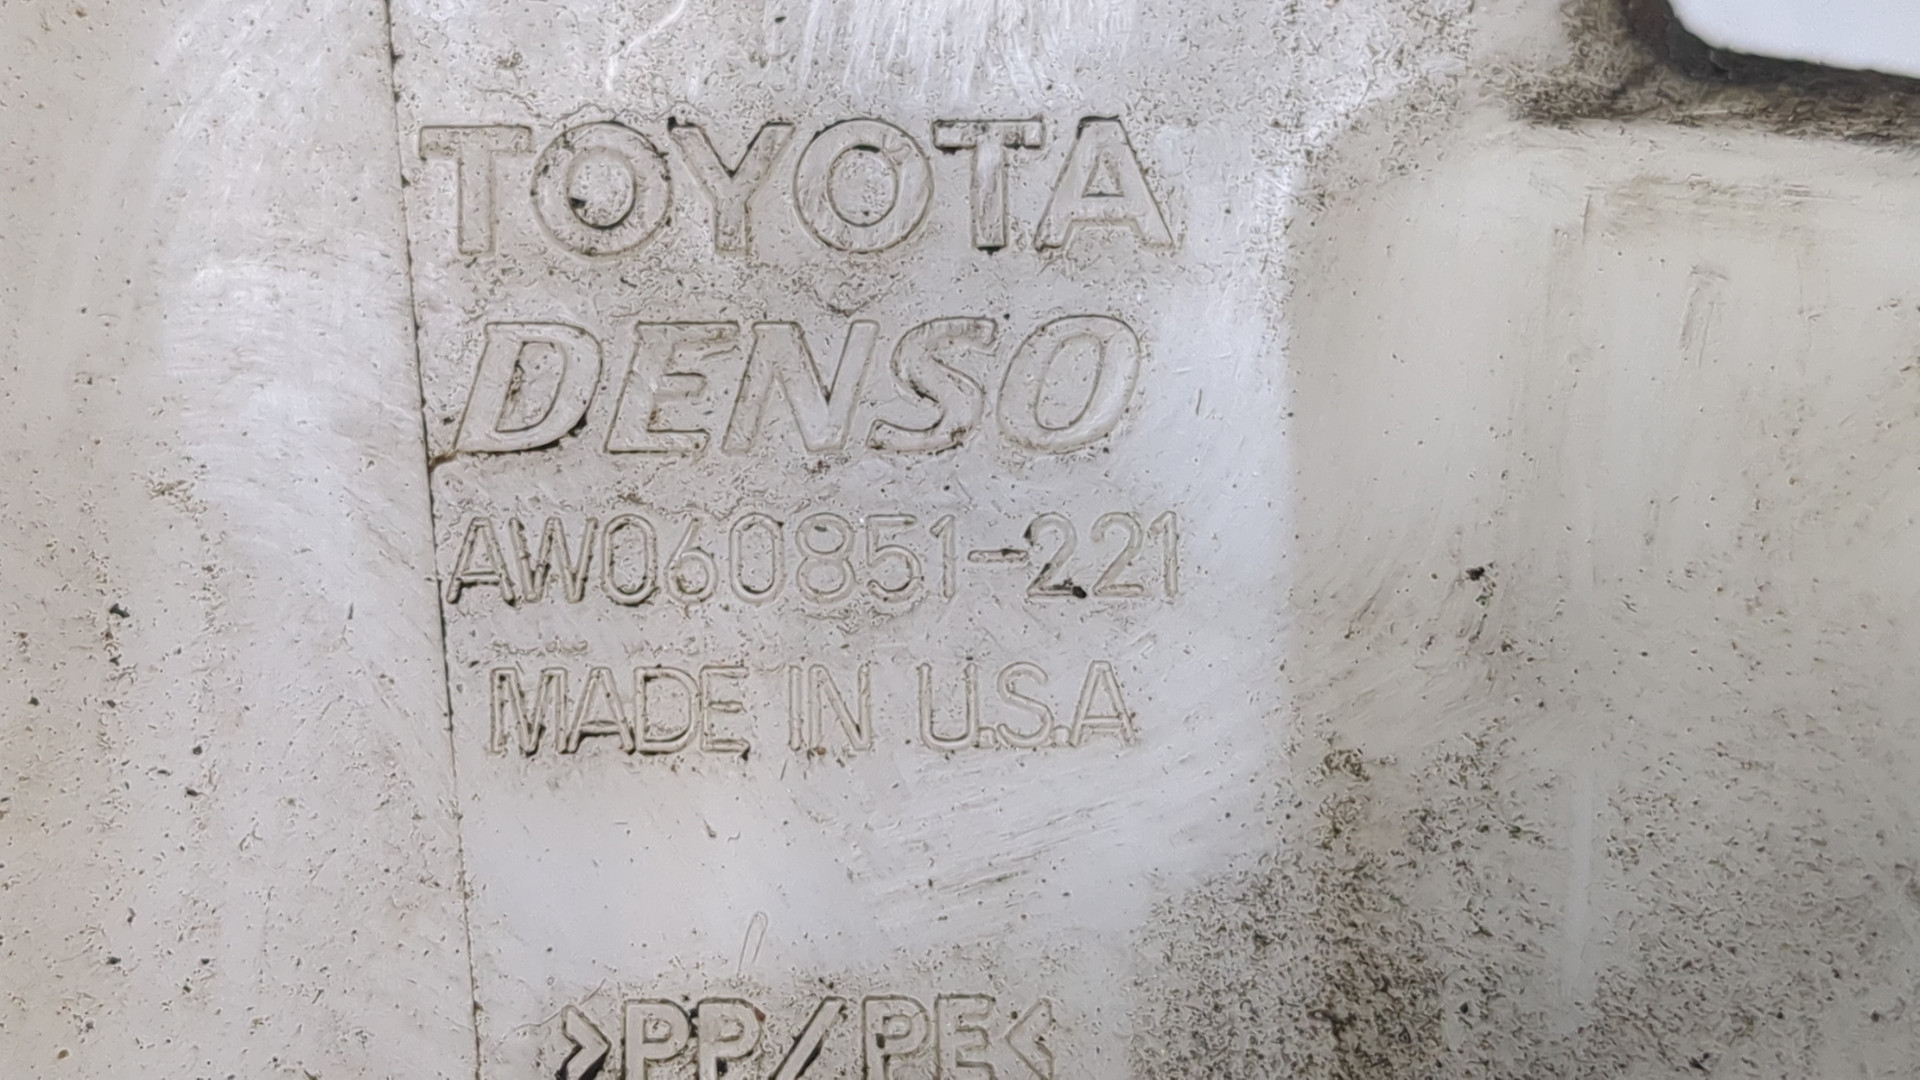 TOYOTA
DENSO
AW060851-221
MADE IN U.S.A
>PP/PE<